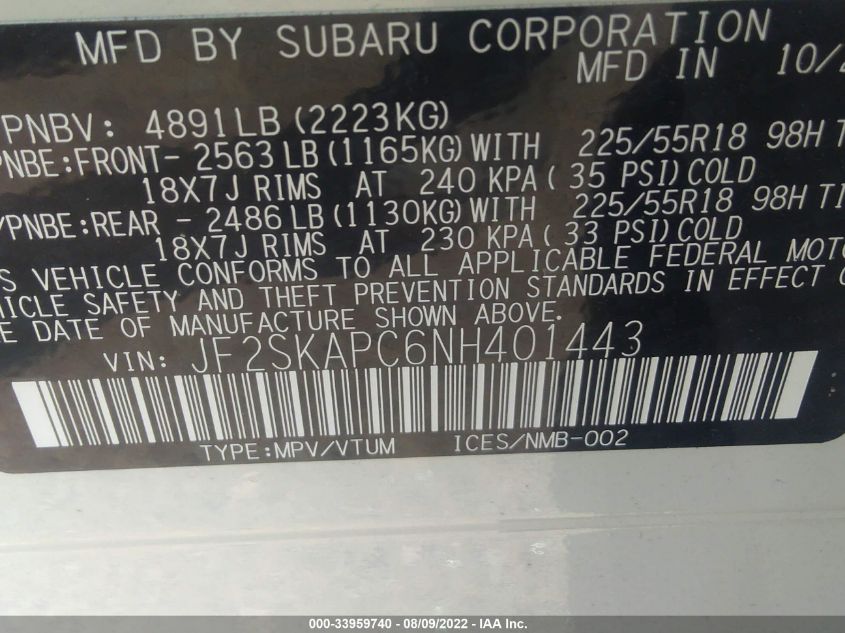 MFD BY SUBARU CORPORATION
MFD IN 10/
PNBV: 4891LB (2223KG)
PNBE:FRONT- 2563 LB (1165KG) WITH 225/55R18 98H
18X7J RIMS AT 240 KPA ( 35 PSI) COLD
/PNBE:REAR - 2486 LB (1130KG) WITH 225/55R18 98H TI
18X7J RIMS AT 230 KPA ( 33 PSI) COLD
S VEHICLE CONFORMS TO ALL APPLICABLE FEDERAL MOTO
HICLE SAFETY AND THEFT PREVENTION STANDARDS IN EFFECT
E DATE OF MANUFACTURE SHOWN ABOVE.
VIN: JF2SKAPC6NH401443
TYPE:MPV/VTUM ICES/NMB-002
000-33959740 - 08/09/2022 - IAA Inc.